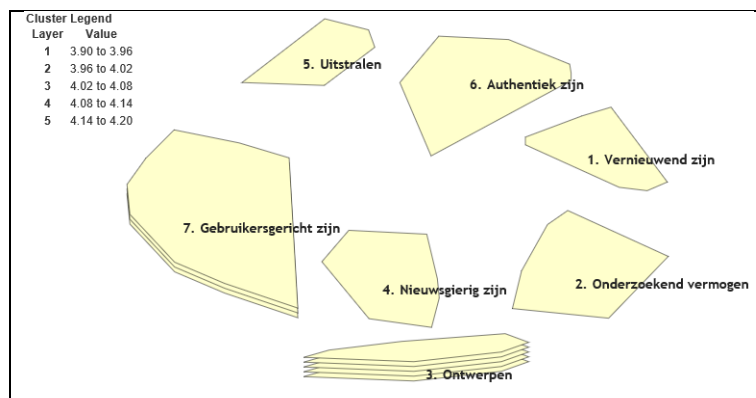 Cluster Legend
Layer Value
1 3.90 to 3.96
2 3.96 to 4.02
3 4.02 to 4.08
4 4.08 to 4.14
5 4.14 to 4.20
5. Uitstralen
6. Authentiek zijn
1. Vernieuwend zijn
7. Gebruikersgericht zijn
4. Nieuwsgierig zijn
2. Onderzoekend vermogen
3. Ontwerpen